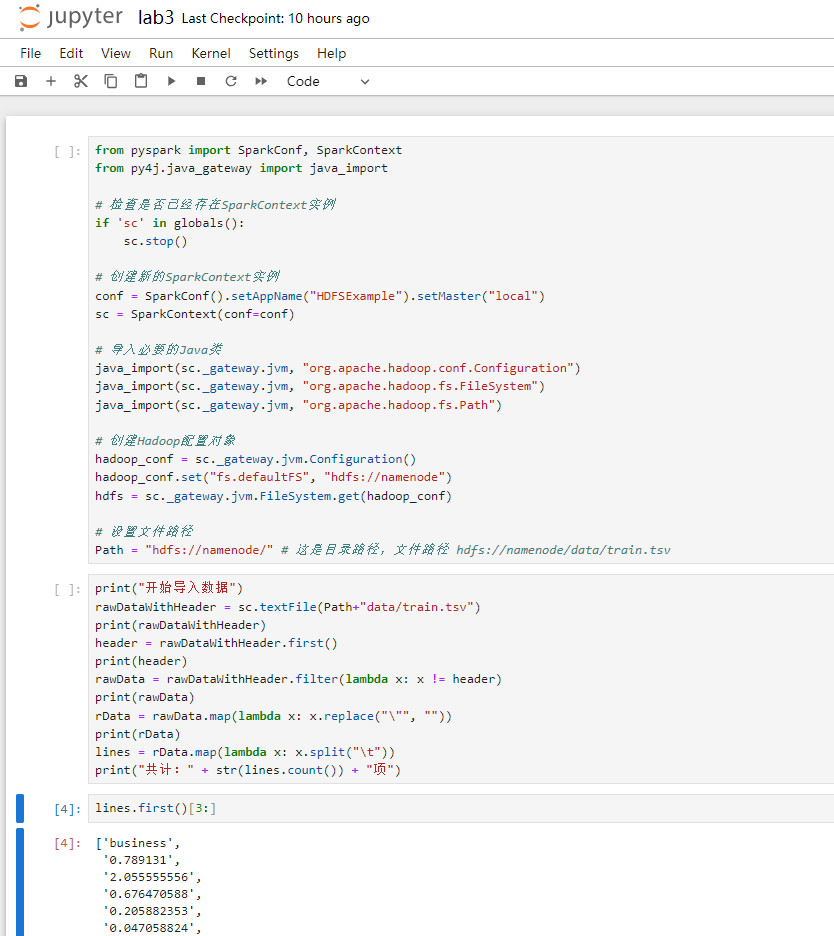 jupyter lab3 Last Checkpoint: 10 hours ago
File Edit View Run Kernel Settings Help
Code
[ ]: from pyspark import SparkConf, SparkContext
from py4j.java_gateway import java_import
# 检查是否已经存在SparkContext实例
if 'sc' in globals():
    sc.stop()
# 创建新的SparkContext实例
conf = SparkConf().setAppName("HDFSExample").setMaster("local")
sc = SparkContext(conf=conf)
# 导入必要的Java类
java_import(sc._gateway.jvm, "org.apache.hadoop.conf.Configuration")
java_import(sc._gateway.jvm, "org.apache.hadoop.fs.FileSystem")
java_import(sc._gateway.jvm, "org.apache.hadoop.fs.Path")
# 创建Hadoop配置对象
hadoop_conf = sc._gateway.jvm.Configuration()
hadoop_conf.set("fs.defaultFS", "hdfs://namenode")
hdfs = sc._gateway.jvm.FileSystem.get(hadoop_conf)
# 设置文件路径
Path = "hdfs://namenode/" # 这是目录路径，文件路径 hdfs://namenode/data/train.tsv
[ ]: print("开始导入数据")
rawDataWithHeader = sc.textFile(Path+"data/train.tsv")
print(rawDataWithHeader)
header = rawDataWithHeader.first()
print(header)
rawData = rawDataWithHeader.filter(lambda x: x != header)
print(rawData)
rData = rawData.map(lambda x: x.replace("\"", ""))
print(rData)
lines = rData.map(lambda x: x.split("\t"))
print("共计：" + str(lines.count()) + "项")
[4]: lines.first()[3:]
[4]: ['business',
'0.789131',
'2.055555556',
'0.676470588',
'0.205882353',
'0.047058824',